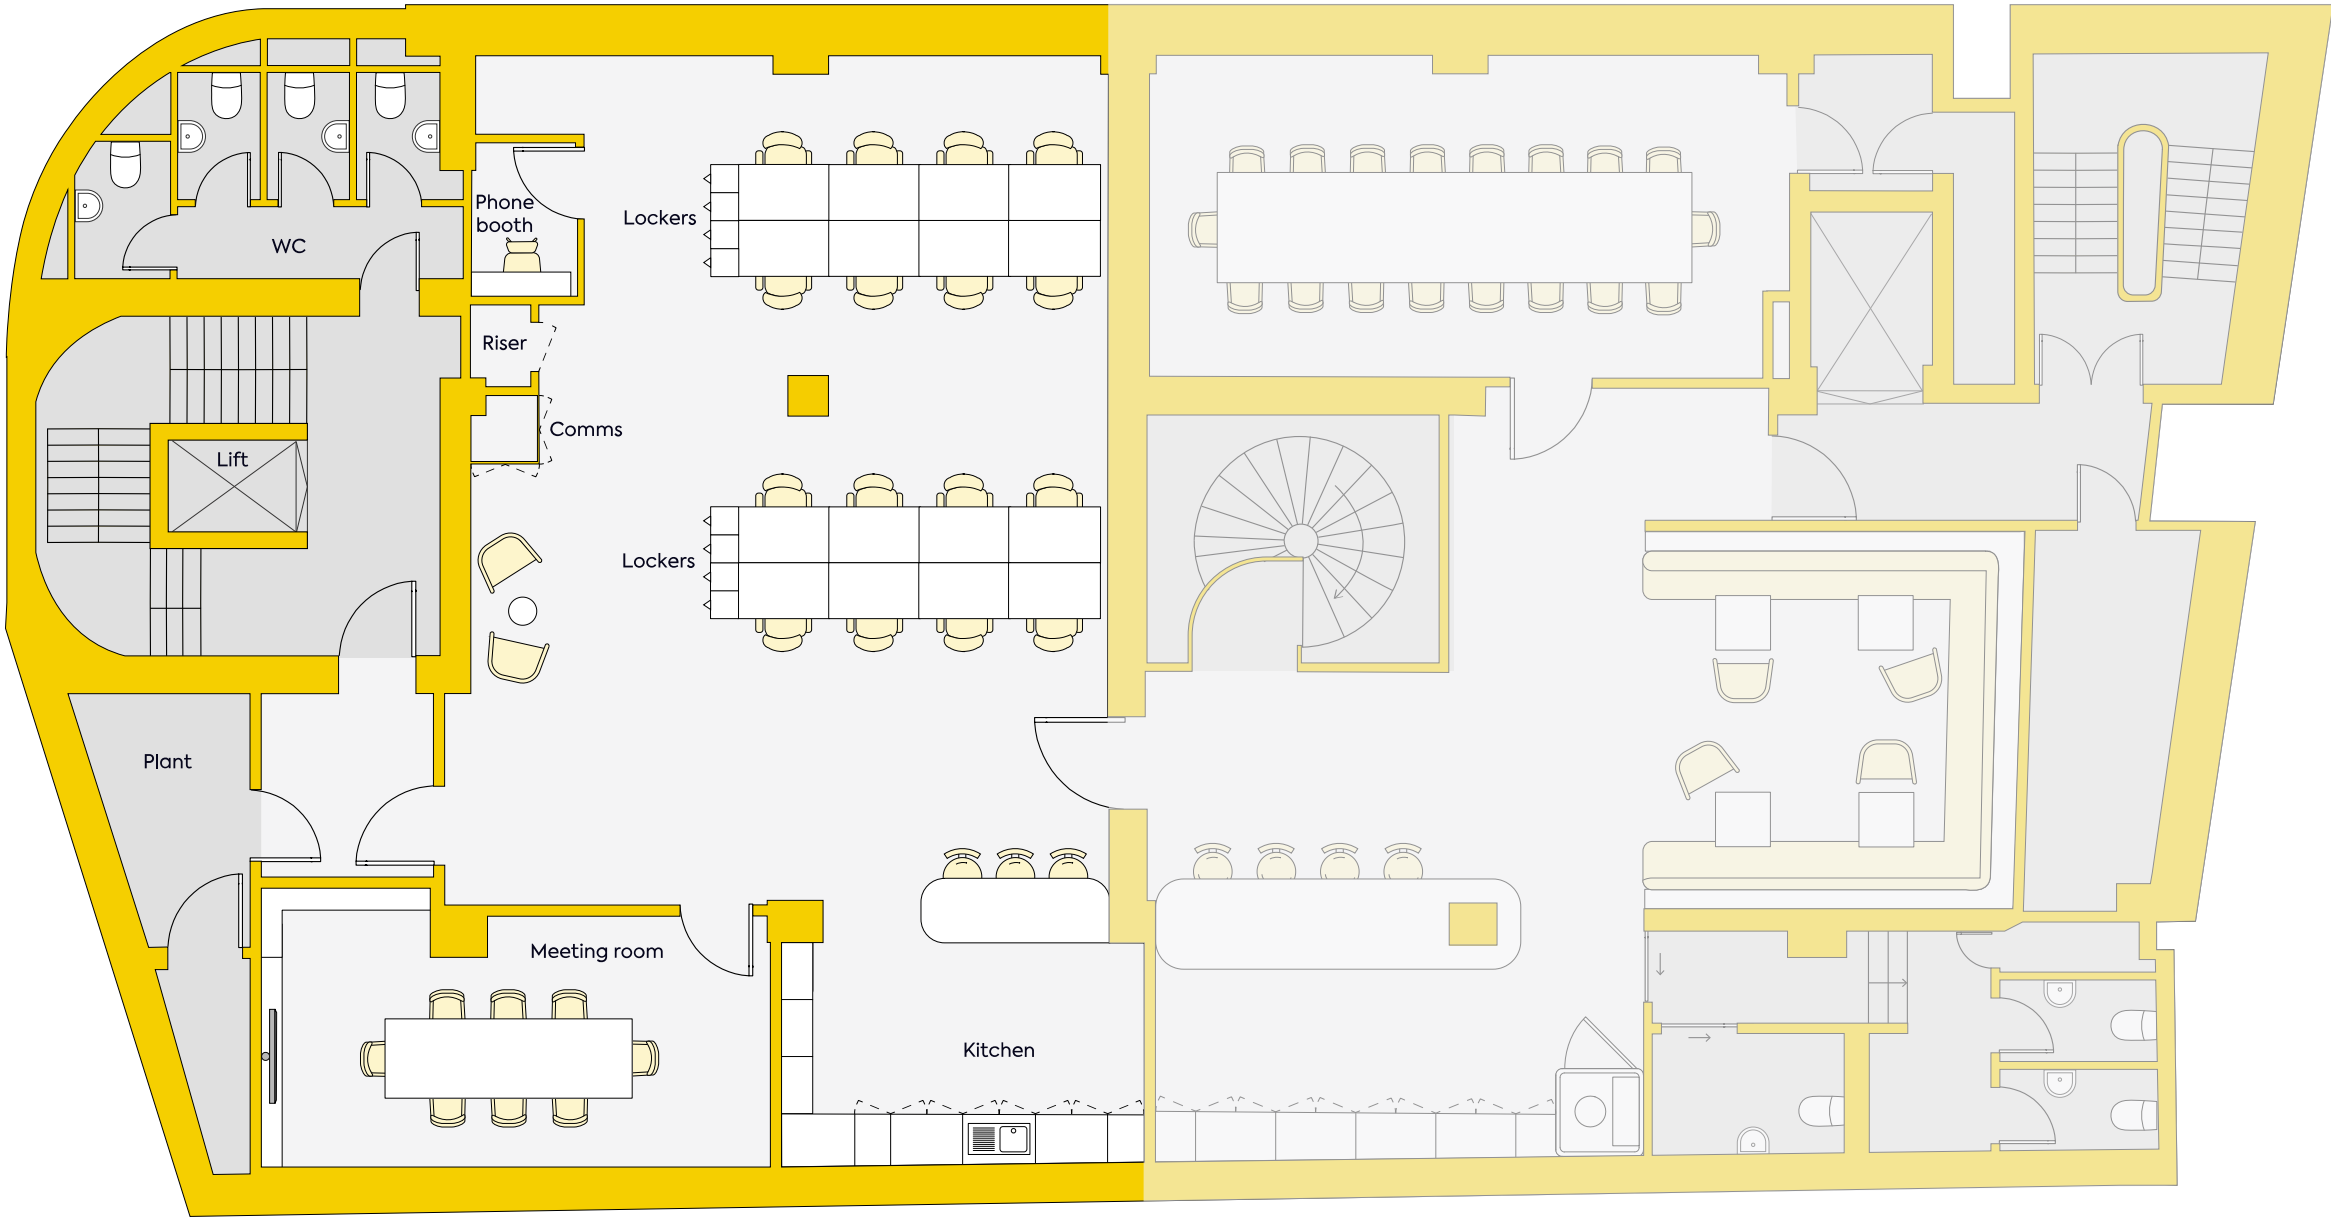 Phone
booth
Lockers
WC
Riser
Comms
Lift
Lockers
Plant
Meeting room
Kitchen